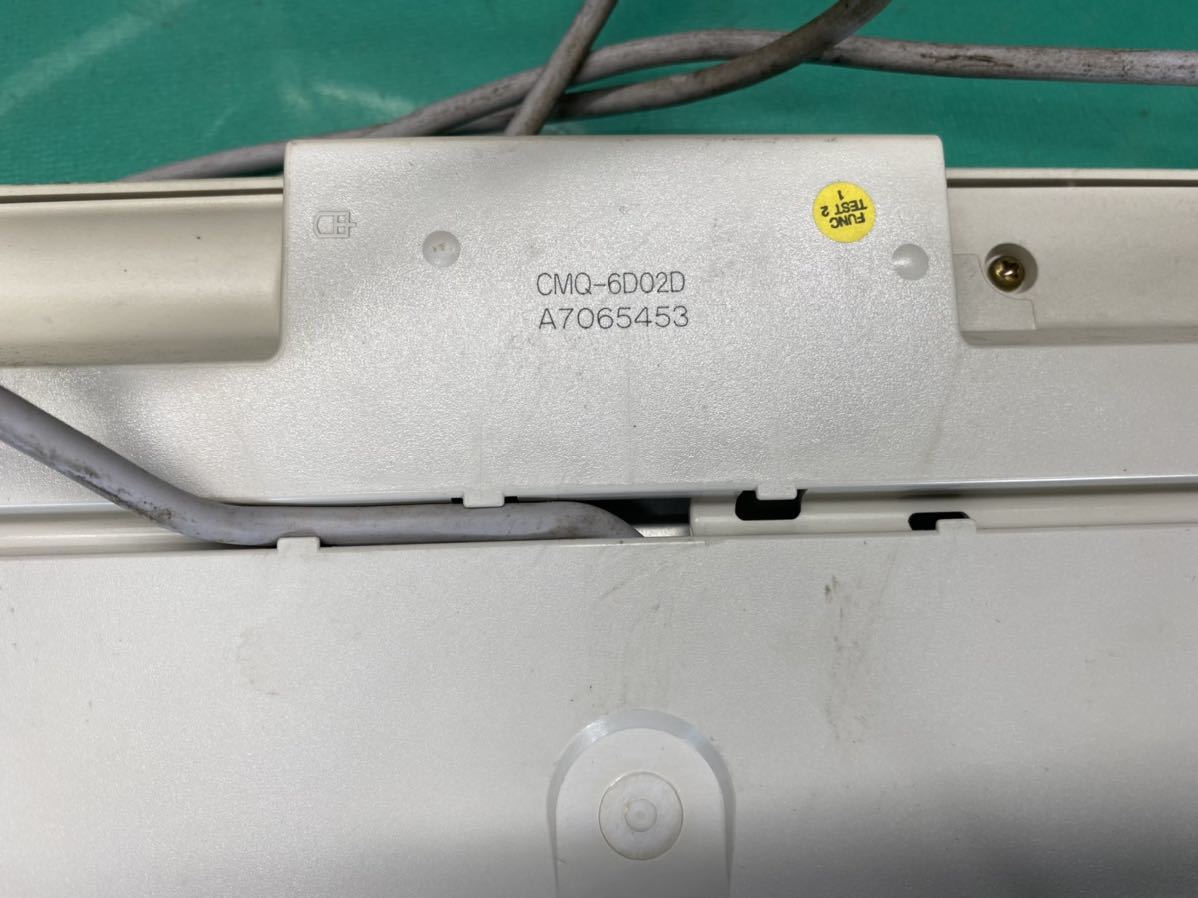 FUNC
TEST 2
1
CMQ-6D02D
A7065453